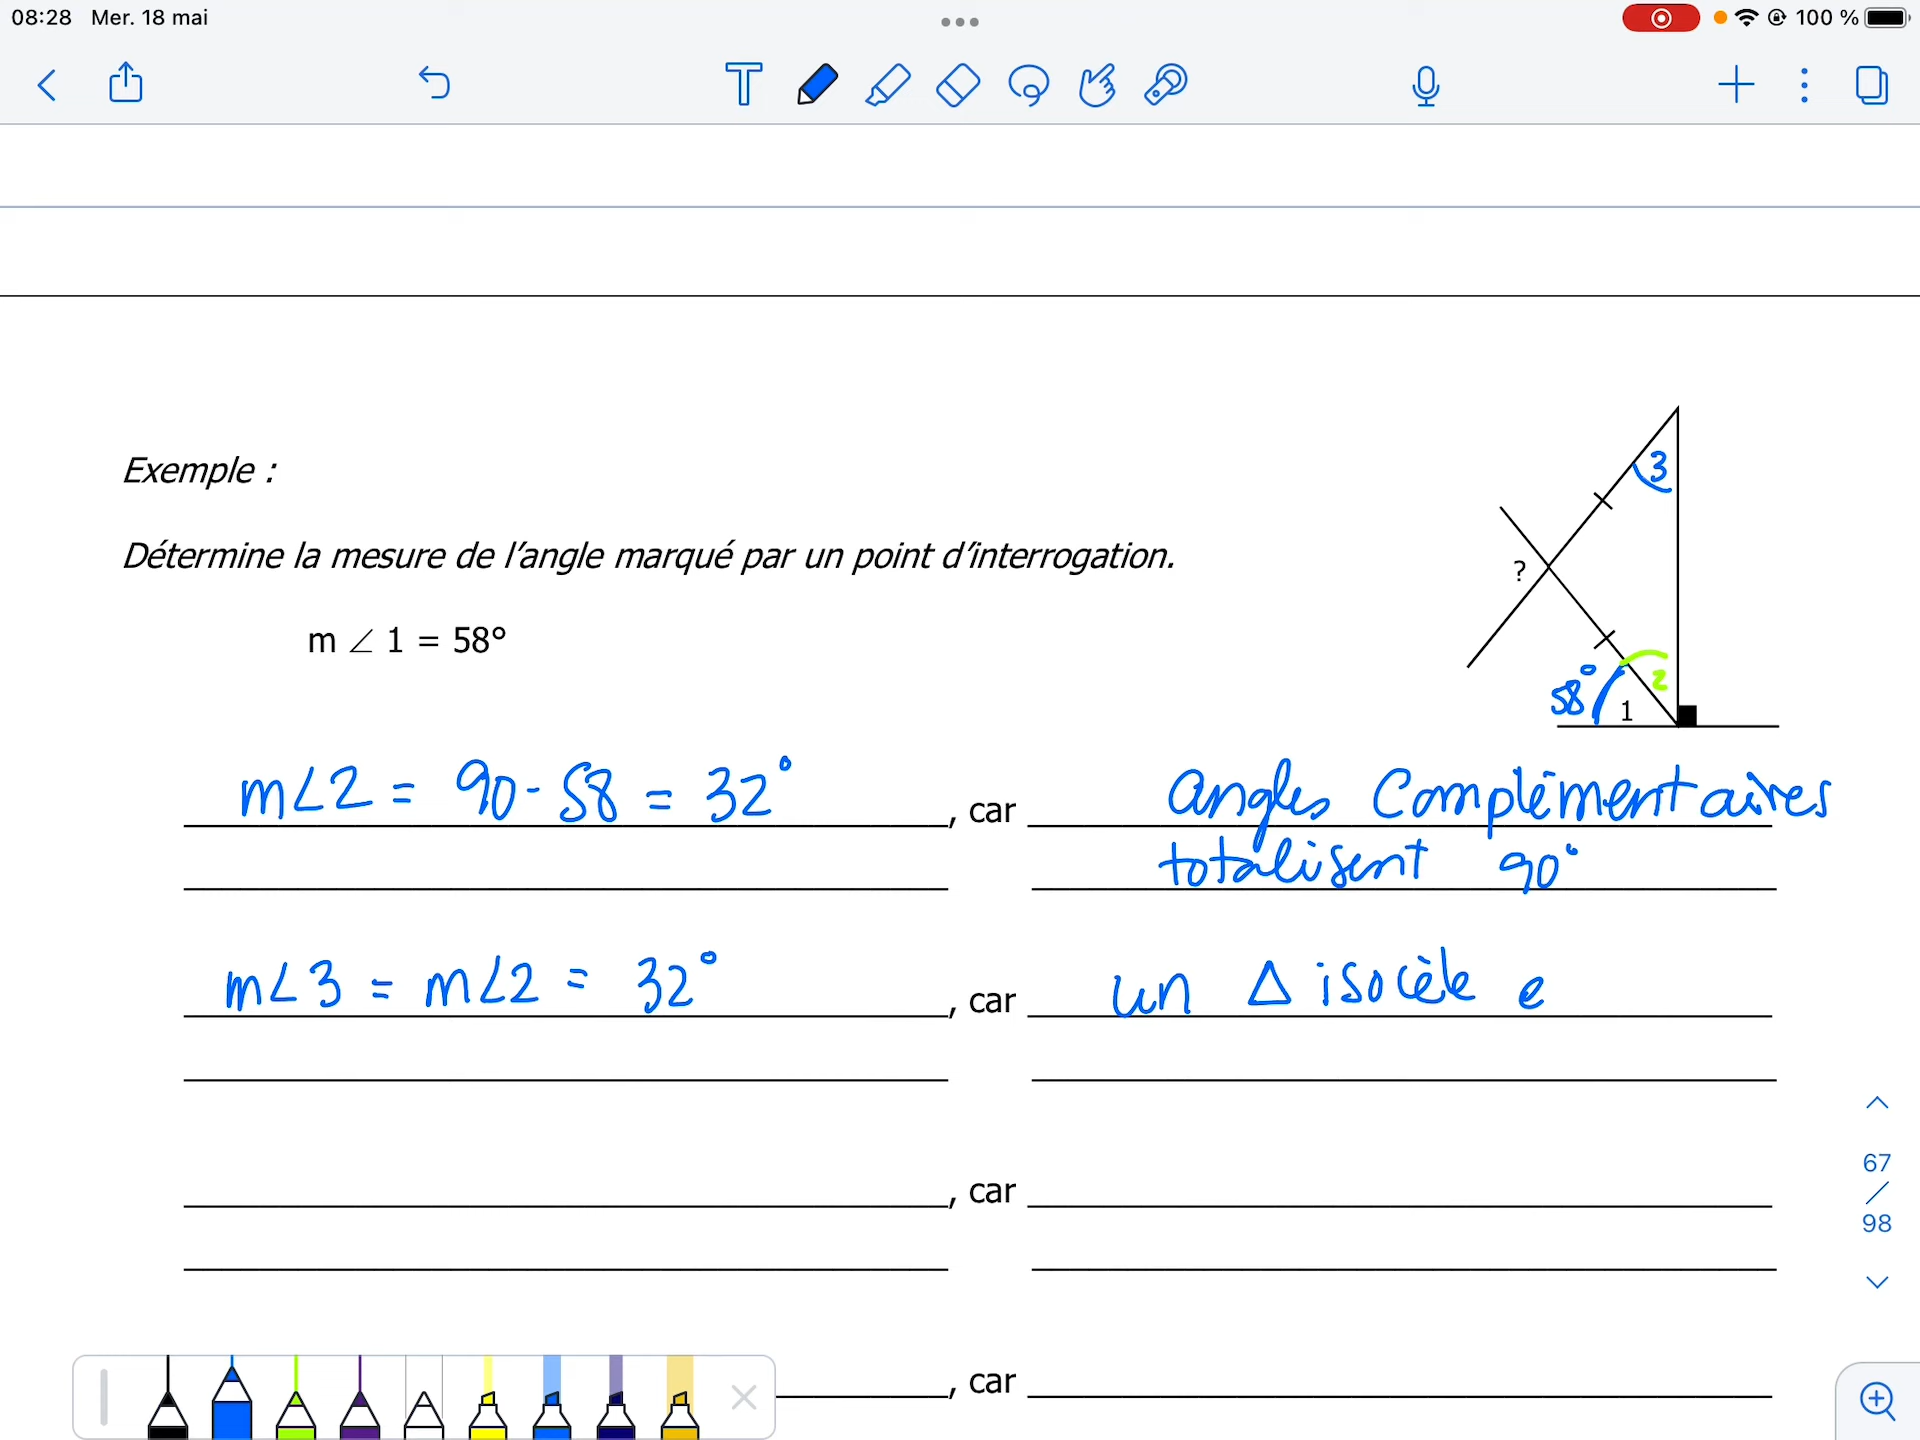 08:28 Mer. 18 mai
100 %
Exemple :
Détermine la mesure de l'angle marqué par un point d'interrogation.
m ∠ 1 = 58°
3
?
58°
2
1
m∠2 = 90 - 58 = 32° , car angles complémentaires
totalisent 90°
m∠3 = m∠2 = 32° , car un Δ isocèle e
, car
, car
67
/
98